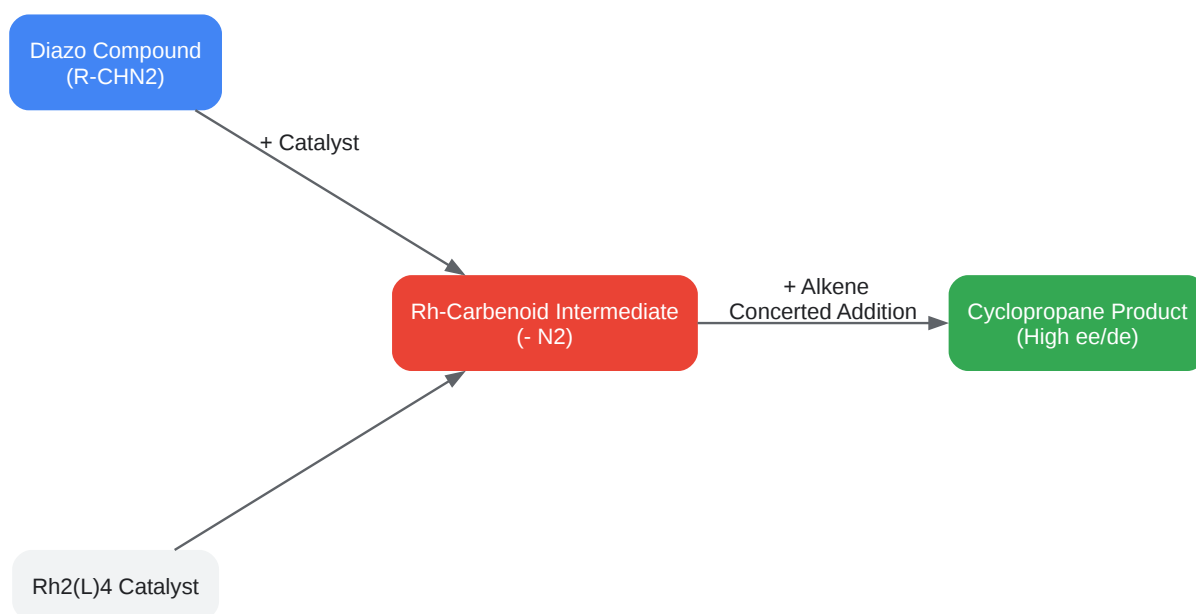 Diazo Compound
(R-CHN2)
+ Catalyst
Rh-Carbenoid Intermediate
(- N2)
+ Alkene
Concerted Addition
Cyclopropane Product
(High ee/de)
Rh2(L)4 Catalyst